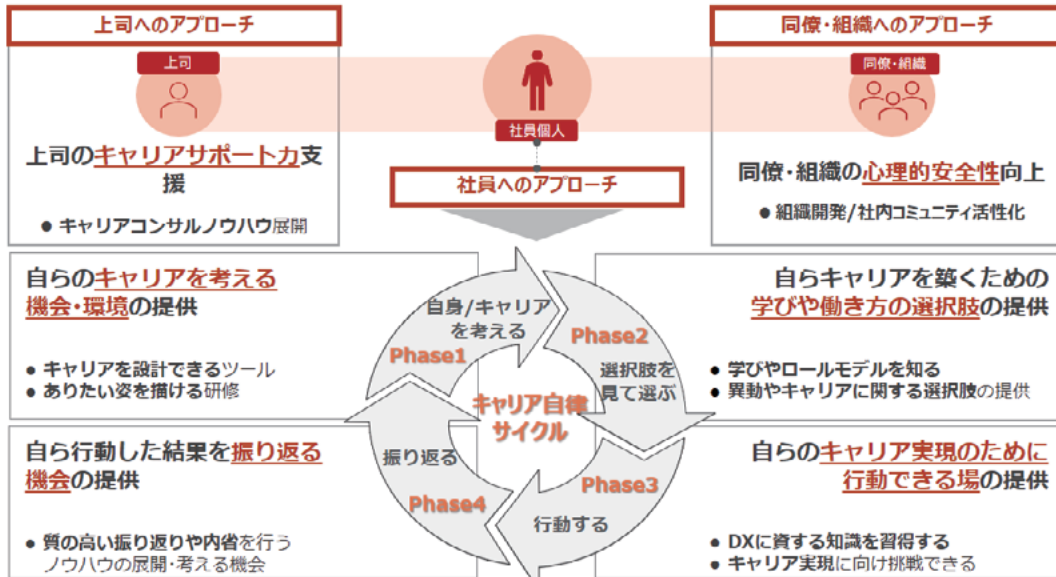 上司へのアプローチ
上司
上司のキャリアサポート力支
援
● キャリアコンサルノウハウ展開
社員個人
社員へのアプローチ
同僚・組織へのアプローチ
同僚・組織
同僚・組織の心理的安全性向上
● 組織開発/社内コミュニティ活性化
自らのキャリアを考える
機会・環境の提供
● キャリアを設計できるツール
● ありたい姿を描ける研修
自らキャリアを築くための
学びや働き方の選択肢の提供
● 学びやロールモデルを知る
● 異動やキャリアに関する選択肢の提供
自身/キャリア
を考える
Phase1
Phase2
選択肢を
見て選ぶ
キャリア自律
サイクル
振り返る
Phase4
Phase3
行動する
自ら行動した結果を振り返る
機会の提供
● 質の高い振り返りや内省を行う
ノウハウの展開・考える機会
自らのキャリア実現のために
行動できる場の提供
● DXに資する知識を習得する
● キャリア実現に向け挑戦できる